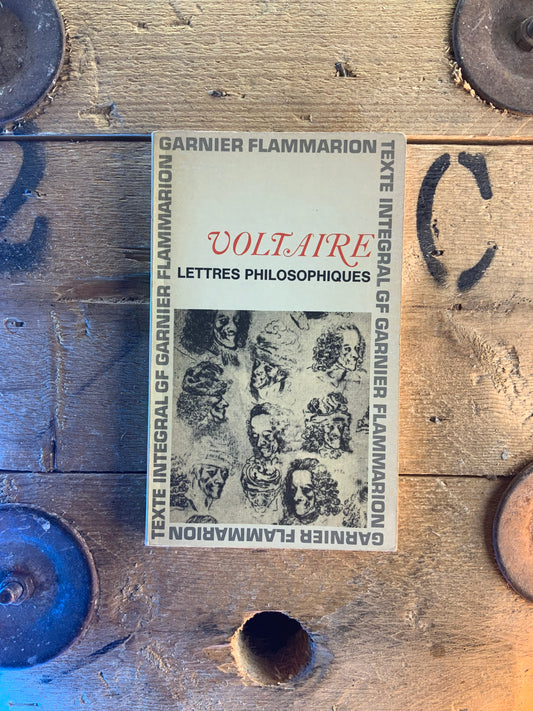 GARNIER FLAMMARION
TEXTE INTEGRAL GF GARNIER FLAMMARION
VOLTAIRE
LETTRES PHILOSOPHIQUES
TEXTE INTEGRAL GF GARNIER FLAMMARION
GARNIER FLAMMARION
C